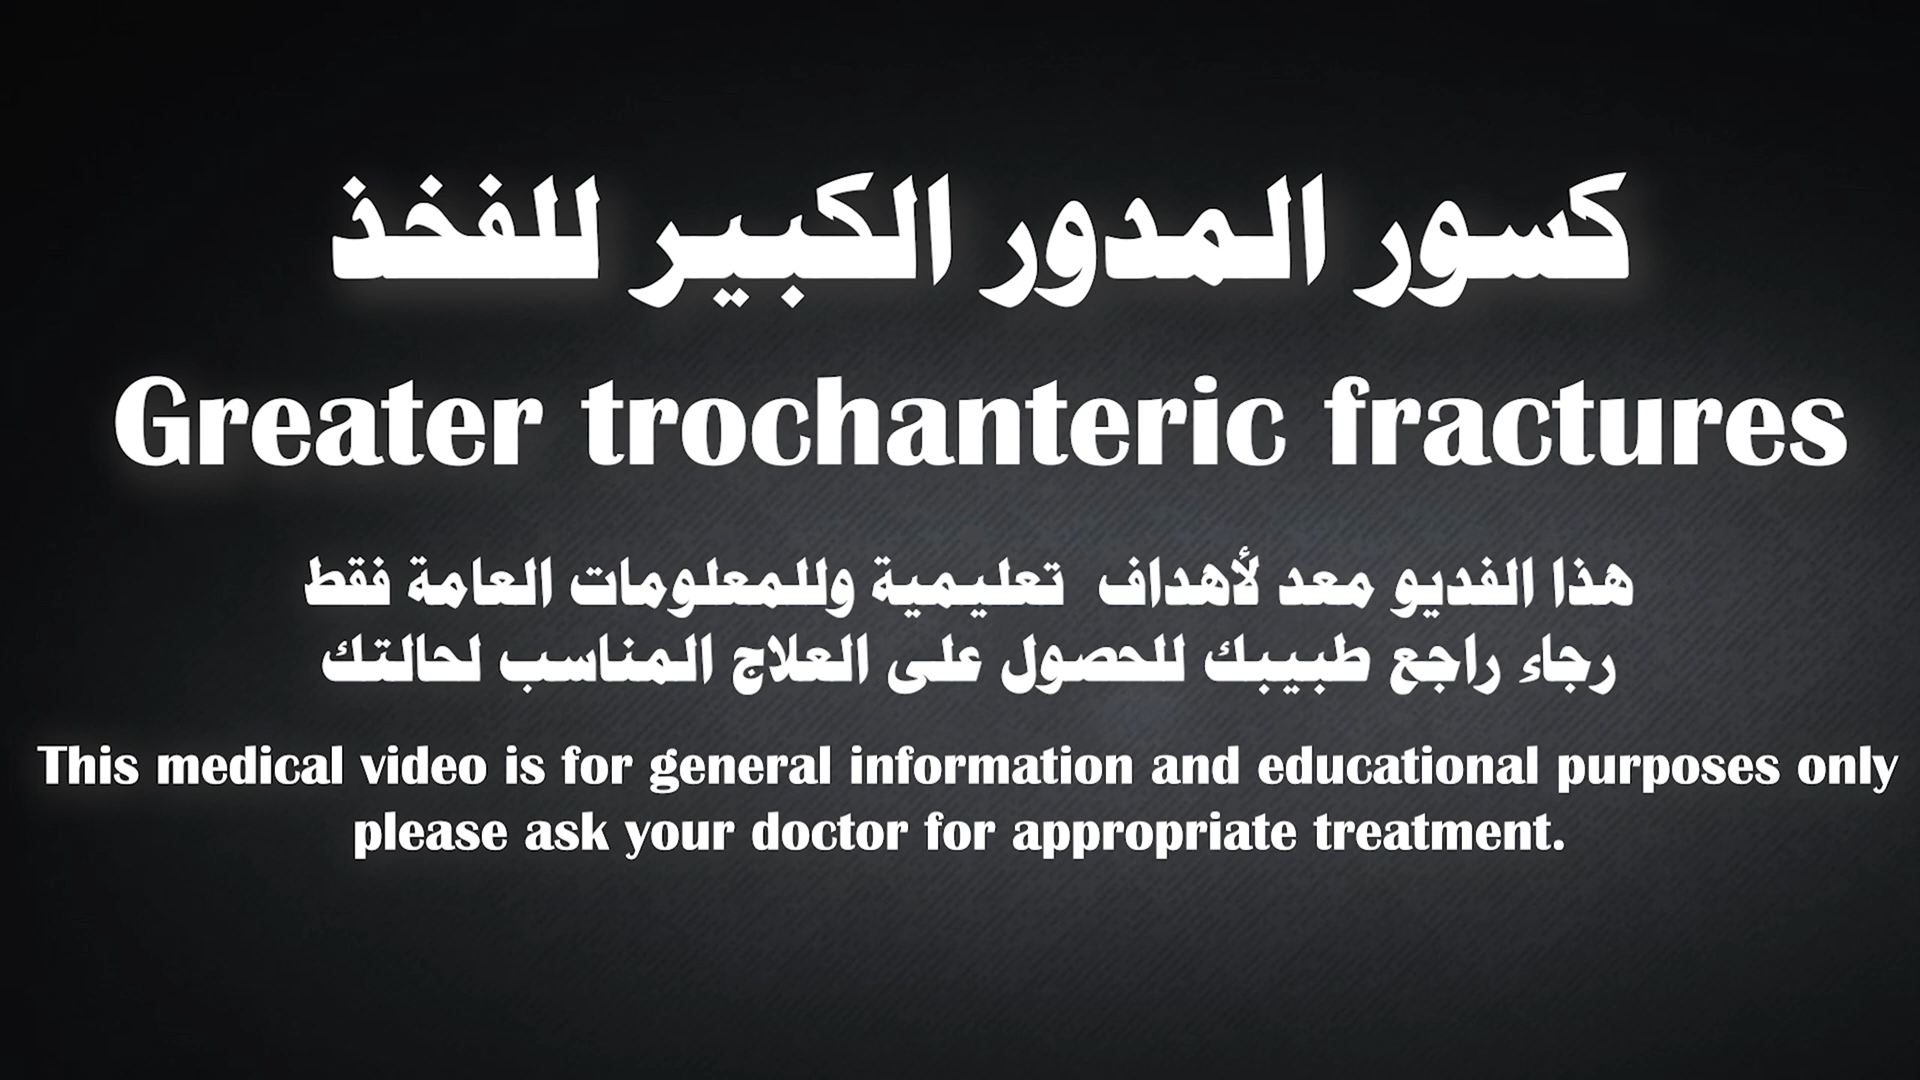 كسور المدور الكبير للفخذ
Greater trochanteric fractures
هذا الفديو معد لأهداف تعليمية وللمعلومات العامة فقط
رجاء راجع طبيبك للحصول على العلاج المناسب لحالتك
This medical video is for general information and educational purposes only
please ask your doctor for appropriate treatment.